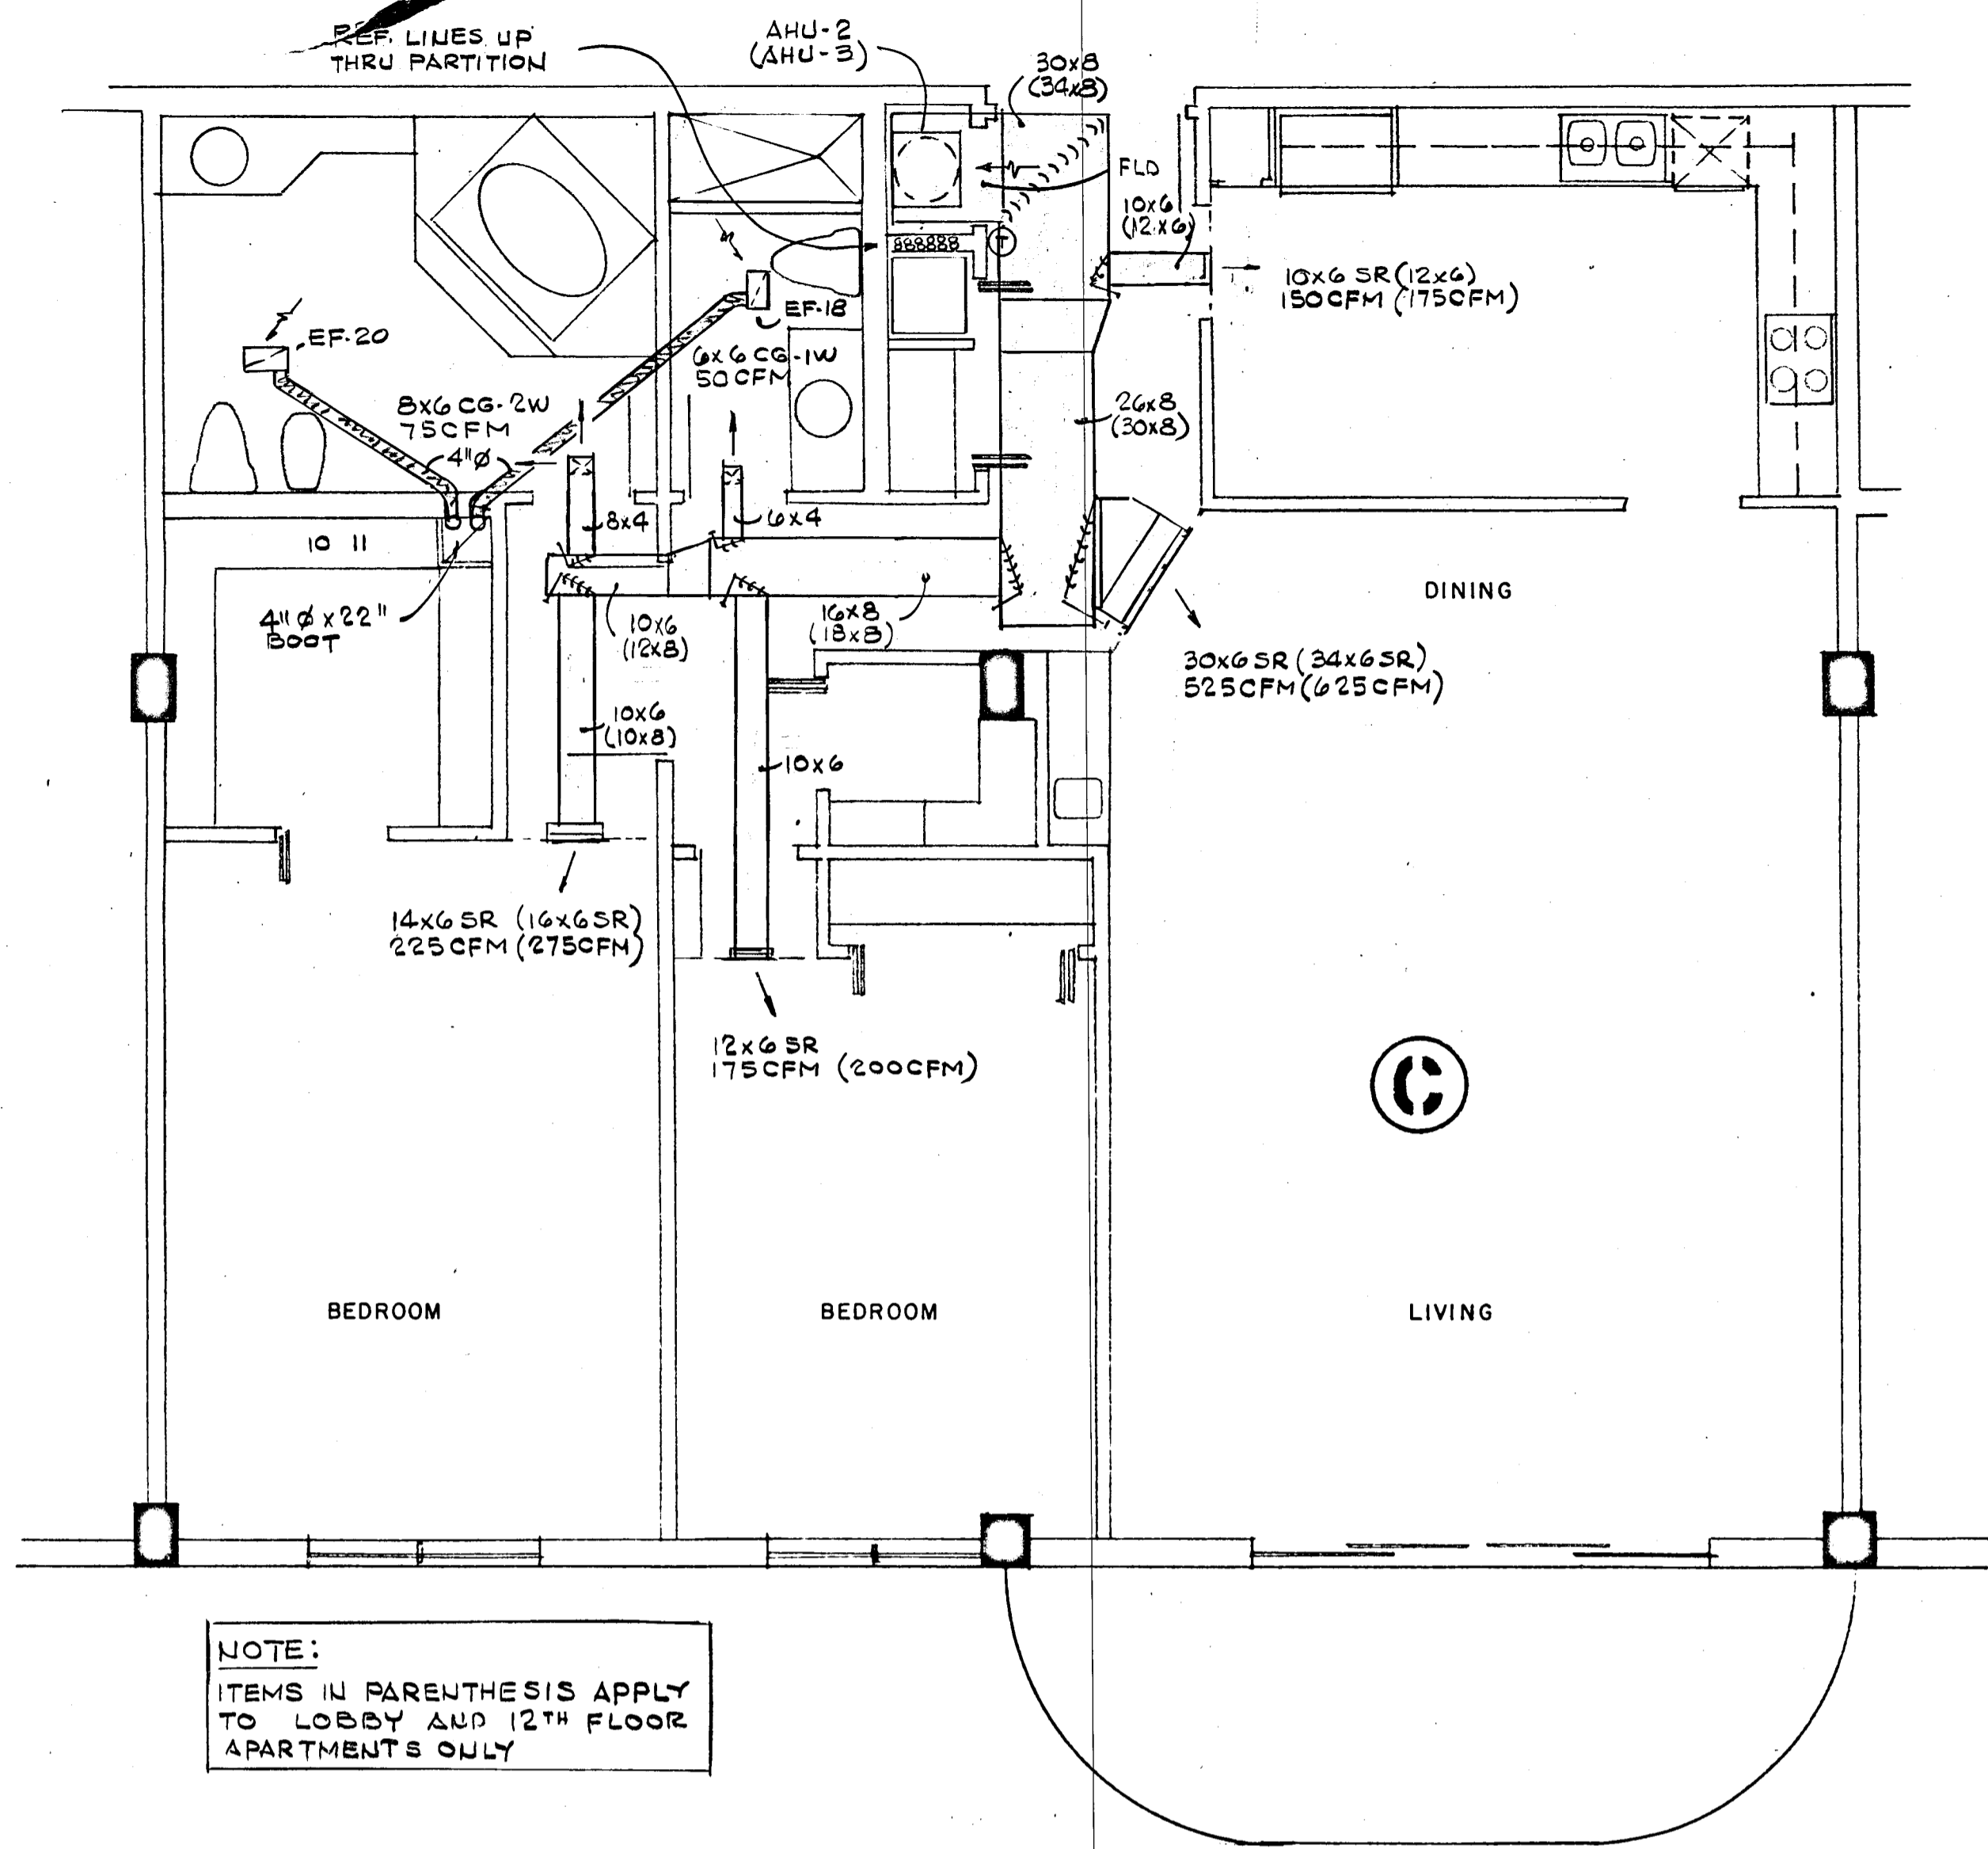 REF. LINES UP
THRU PARTITION
AHU-2
(AHU-3)
30x8
(34x8)
FLD
10x6
(12x6)
T
10x6 SR (12x6)
150CFM (175CFM)
EF-18
EF-20
6x6 CG-1W
50CFM
8x6 CG-2W
75CFM
4"Ø
26x8
(30x8)
8x4
6x4
10 11
4"Ø x 22"
BOOT
10x6
(12x8)
16x8
(18x8)
DINING
30x6 SR (34x6 SR)
525CFM (625CFM)
10x6
(10x8)
10x6
14x6 SR (16x6 SR)
225CFM (275CFM)
12x6 SR
175CFM (200CFM)
C
BEDROOM
BEDROOM
LIVING
NOTE:
ITEMS IN PARENTHESIS APPLY
TO LOBBY AND 12TH FLOOR
APARTMENTS ONLY